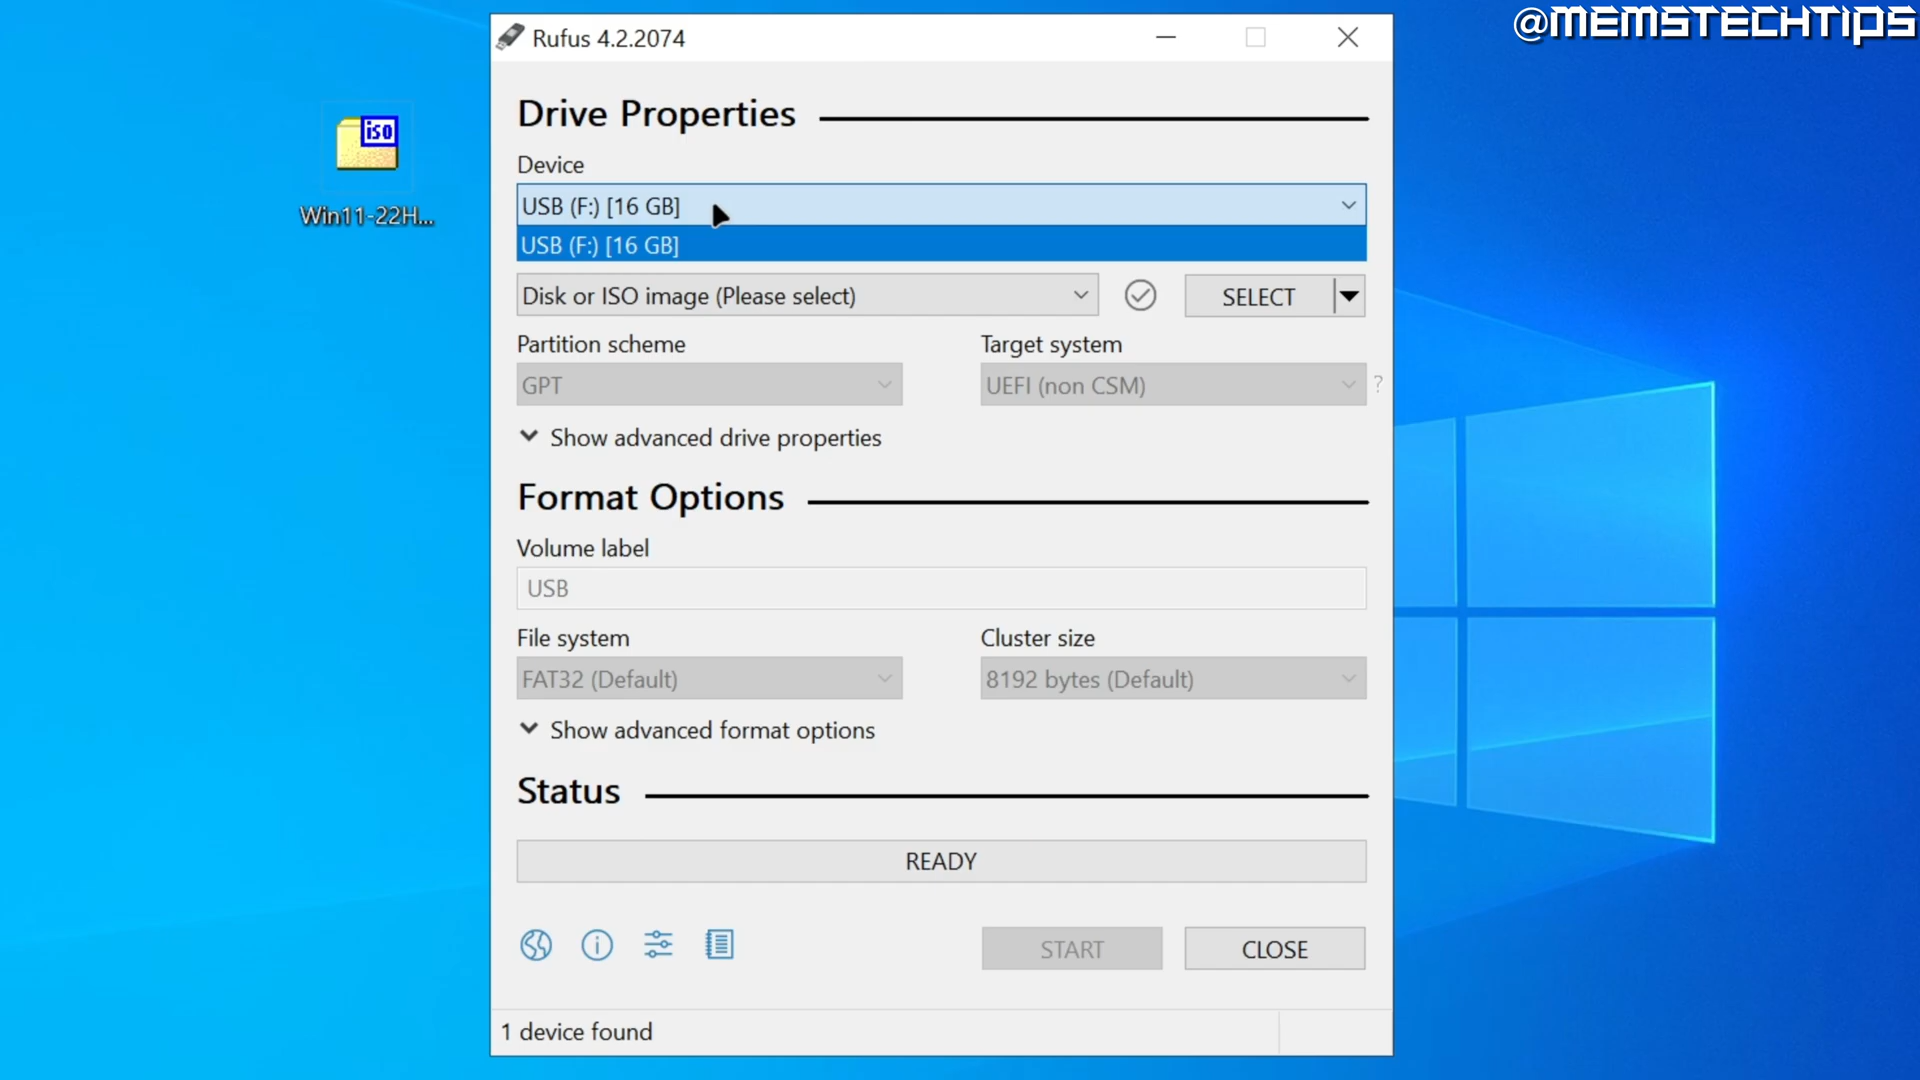 @MEMSTECHTIPS
Rufus 4.2.2074
iso
Win11-22H...
Drive Properties
Device
USB (F:) [16 GB]
USB (F:) [16 GB]
Disk or ISO image (Please select)
SELECT
Partition scheme
Target system
GPT
UEFI (non CSM)
?
Show advanced drive properties
Format Options
Volume label
USB
File system
Cluster size
FAT32 (Default)
8192 bytes (Default)
Show advanced format options
Status
READY
START
CLOSE
1 device found